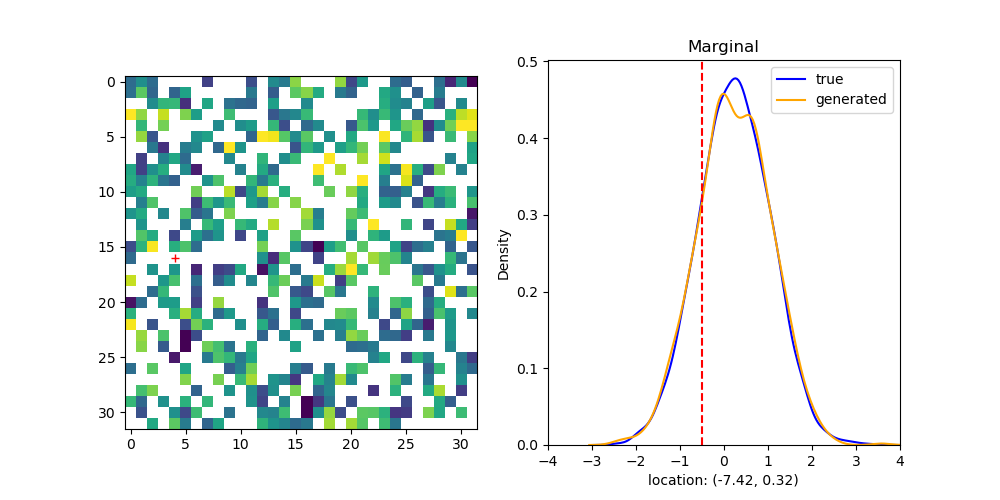 Marginal
0
5
10
15
20
25
30
0 5 10 15 20 25 30
Density
0.5
0.4
0.3
0.2
0.1
0.0
true
generated
−4 −3 −2 −1 0 1 2 3 4
location: (-7.42, 0.32)